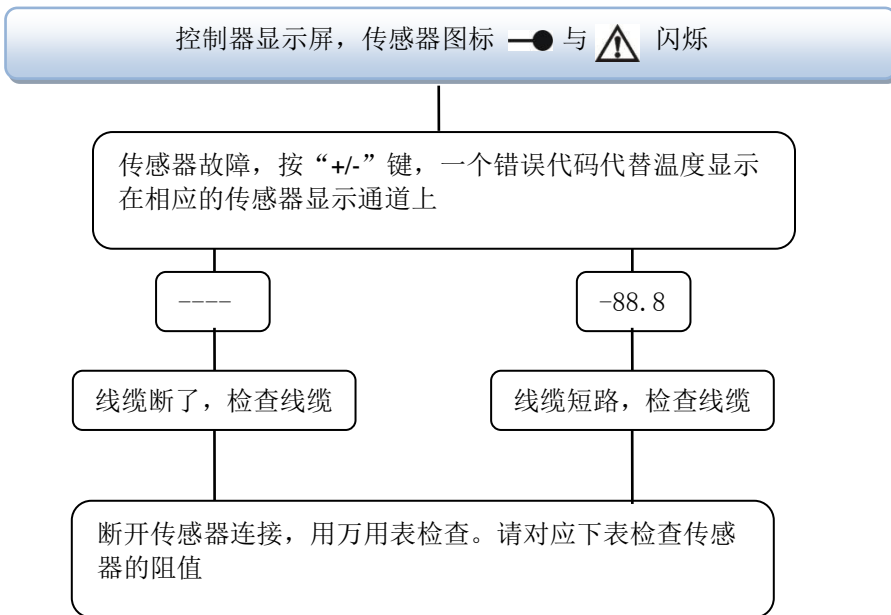 控制器显示屏，传感器图标 与 闪烁
传感器故障，按“+/-”键，一个错误代码代替温度显示
在相应的传感器显示通道上
----
-88.8
线缆断了，检查线缆
线缆短路，检查线缆
断开传感器连接，用万用表检查。请对应下表检查传感
器的阻值